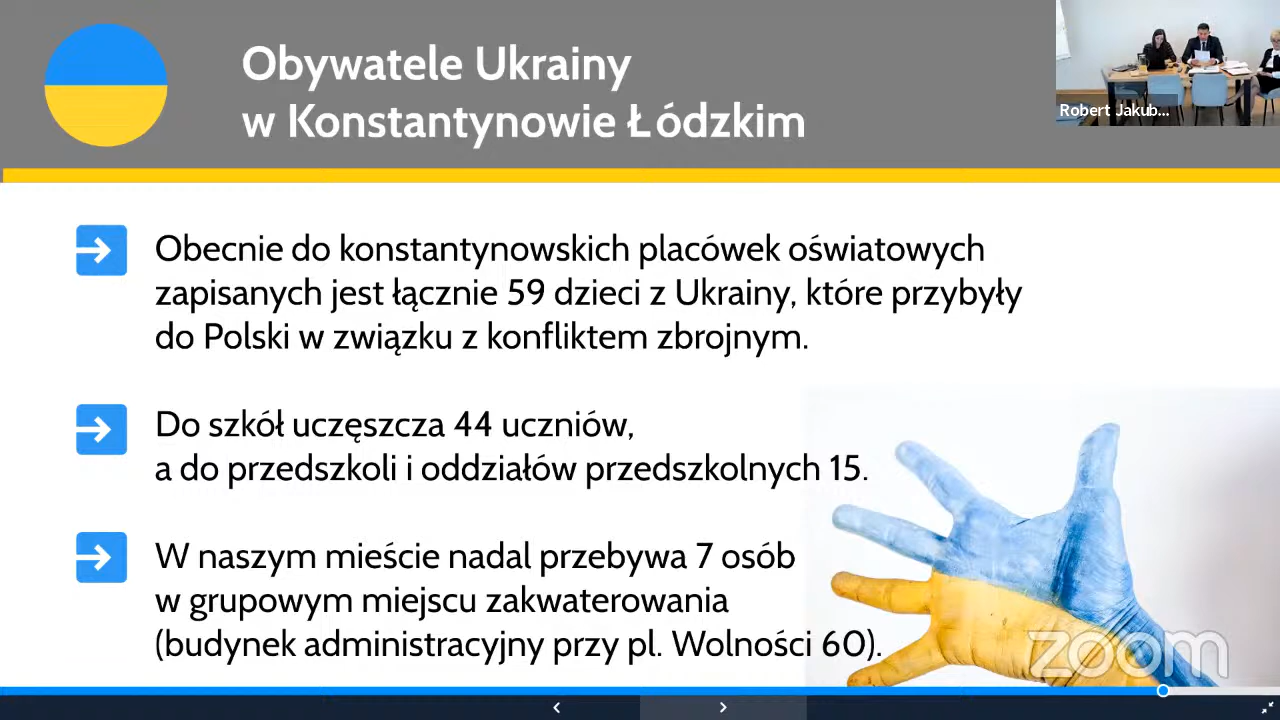 Obywatele Ukrainy
w Konstantynowie Łódzkim
Robert Jakub...
Obecnie do konstantynowskich placówek oświatowych
zapisanych jest łącznie 59 dzieci z Ukrainy, które przybyły
do Polski w związku z konfliktem zbrojnym.
Do szkół uczęszcza 44 uczniów,
a do przedszkoli i oddziałów przedszkolnych 15.
W naszym mieście nadal przebywa 7 osób
w grupowym miejscu zakwaterowania
(budynek administracyjny przy pl. Wolności 60).
zoom